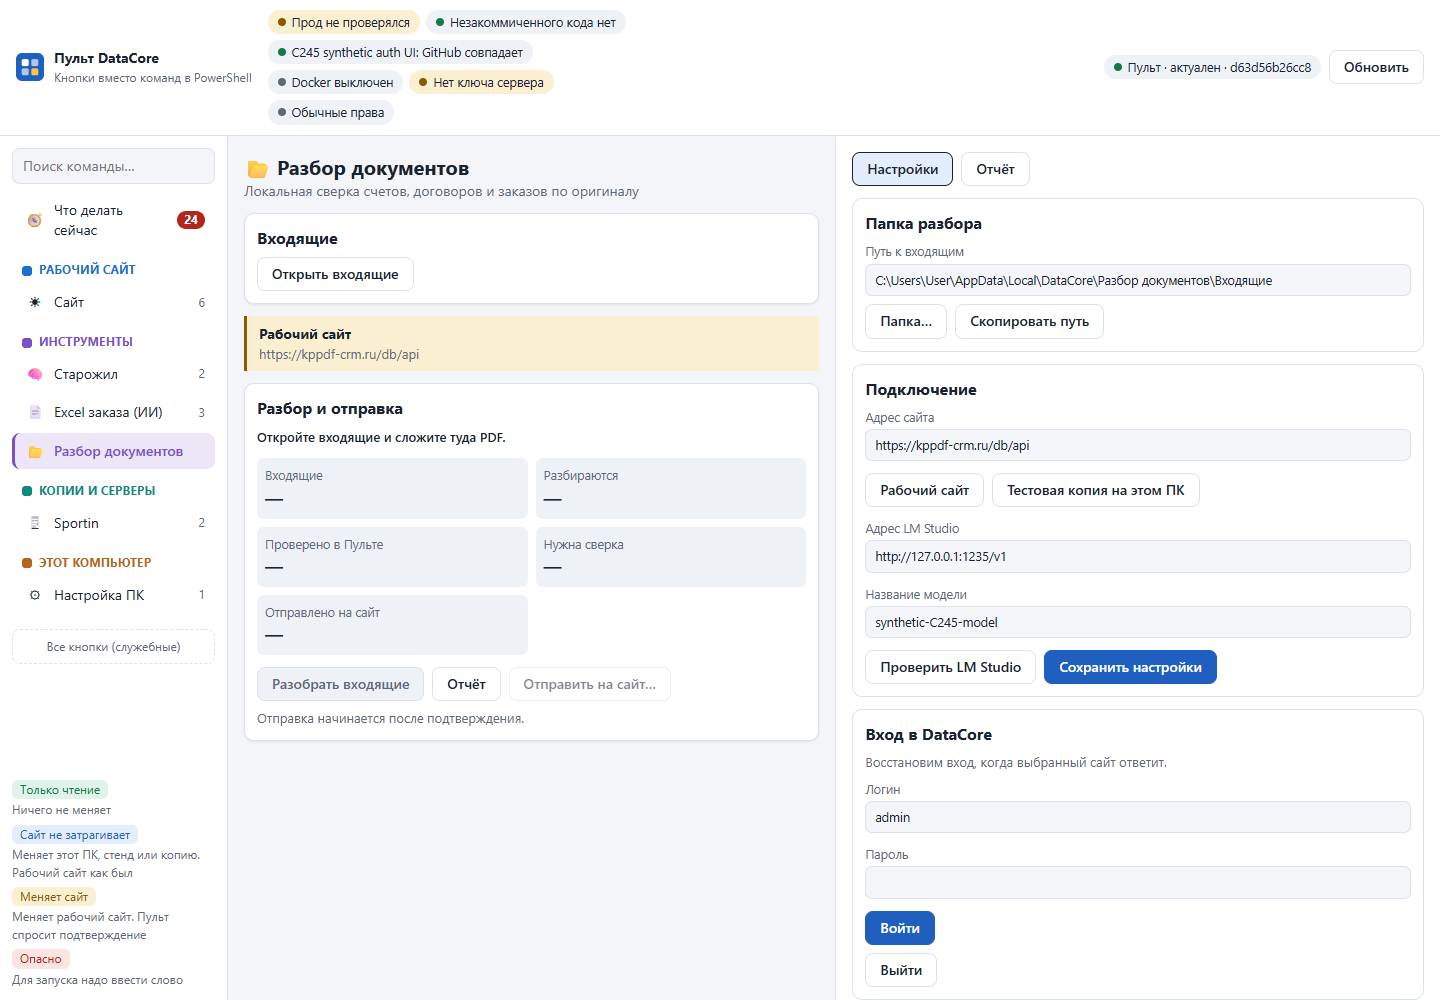 Пульт DataCore
Кнопки вместо команд в PowerShell
Прод не проверялся
Незакоммиченного кода нет
C245 synthetic auth UI: GitHub совпадает
Docker выключен
Нет ключа сервера
Обычные права
Пульт · актуален · d63d56b26cc8
Обновить
Поиск команды...
Что делать
сейчас
24
РАБОЧИЙ САЙТ
Сайт 6
ИНСТРУМЕНТЫ
Старожил 2
Excel заказа (ИИ) 3
Разбор документов
КОПИИ И СЕРВЕРЫ
Sportin 2
ЭТОТ КОМПЬЮТЕР
Настройка ПК 1
Все кнопки (служебные)
Только чтение
Ничего не меняет
Сайт не затрагивает
Меняет этот ПК, стенд или копию.
Рабочий сайт как был
Меняет сайт
Меняет рабочий сайт. Пульт
спросит подтверждение
Опасно
Для запуска надо ввести слово
Разбор документов
Локальная сверка счетов, договоров и заказов по оригиналу
Входящие
Открыть входящие
Рабочий сайт
https://kppdf-crm.ru/db/api
Разбор и отправка
Откройте входящие и сложите туда PDF.
Входящие
—
Разбираются
—
Проверено в Пульте
—
Нужна сверка
—
Отправлено на сайт
—
Разобрать входящие
Отчёт
Отправить на сайт...
Отправка начинается после подтверждения.
Настройки
Отчёт
Папка разбора
Путь к входящим
C:\Users\User\AppData\Local\DataCore\Разбор документов\Входящие
Папка...
Скопировать путь
Подключение
Адрес сайта
https://kppdf-crm.ru/db/api
Рабочий сайт
Тестовая копия на этом ПК
Адрес LM Studio
http://127.0.0.1:1235/v1
Название модели
synthetic-C245-model
Проверить LM Studio
Сохранить настройки
Вход в DataCore
Восстановим вход, когда выбранный сайт ответит.
Логин
admin
Пароль
Войти
Выйти